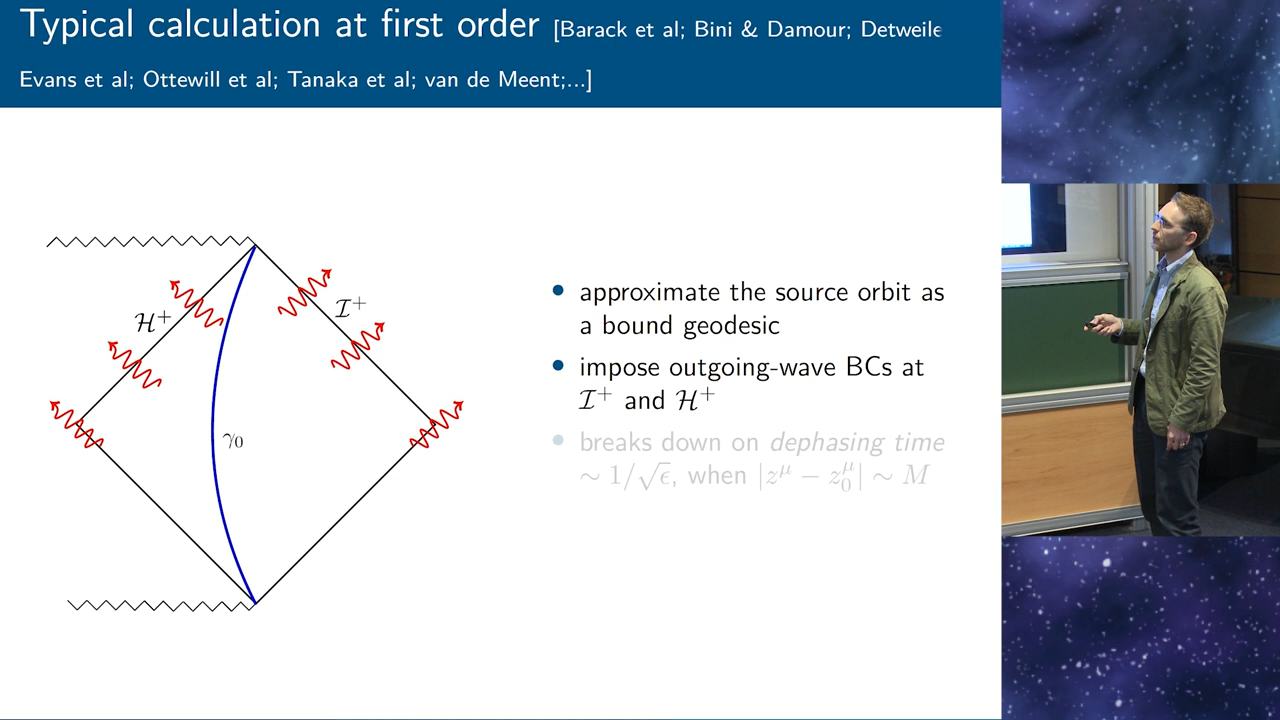 Typical calculation at first order [Barack et al; Bini & Damour; Detweile
Evans et al; Ottewill et al; Tanaka et al; van de Meent;...]
ℋ⁺
ℐ⁺
γ₀
• approximate the source orbit as
a bound geodesic
• impose outgoing-wave BCs at
ℐ⁺ and ℋ⁺
• breaks down on dephasing time
∼ 1/√ϵ, when |z^μ − z₀^μ| ∼ M